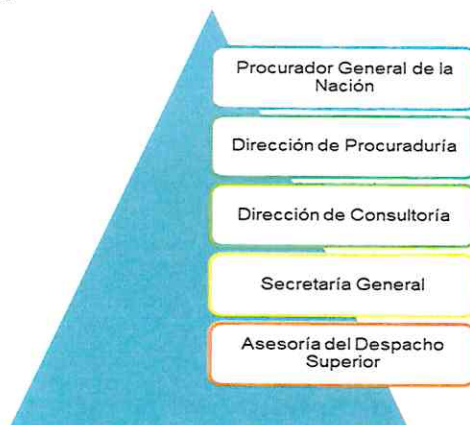 Procurador General de la
Nación
Dirección de Procuraduría
Dirección de Consultoría
Secretaría General
Asesoría del Despacho
Superior